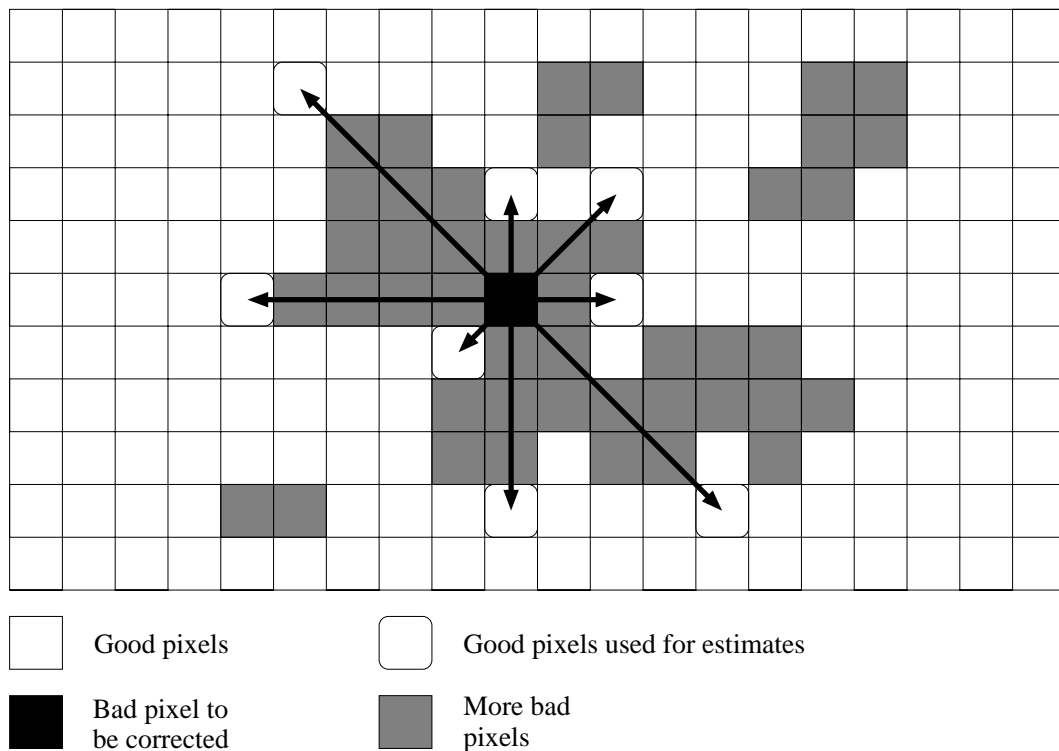 Good pixels
Good pixels used for estimates
Bad pixel to
be corrected
More bad
pixels